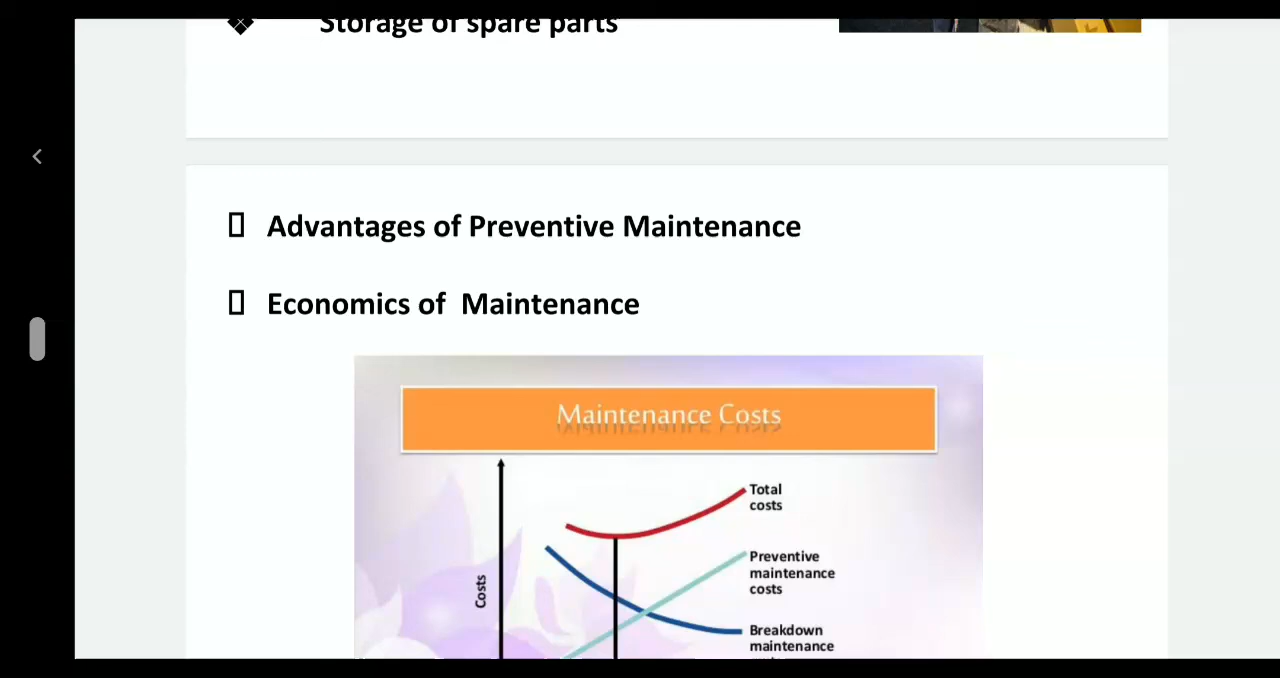 Storage of spare parts
Advantages of Preventive Maintenance
Economics of Maintenance
Maintenance Costs
Total
costs
Preventive
maintenance
costs
Costs
Breakdown
maintenance